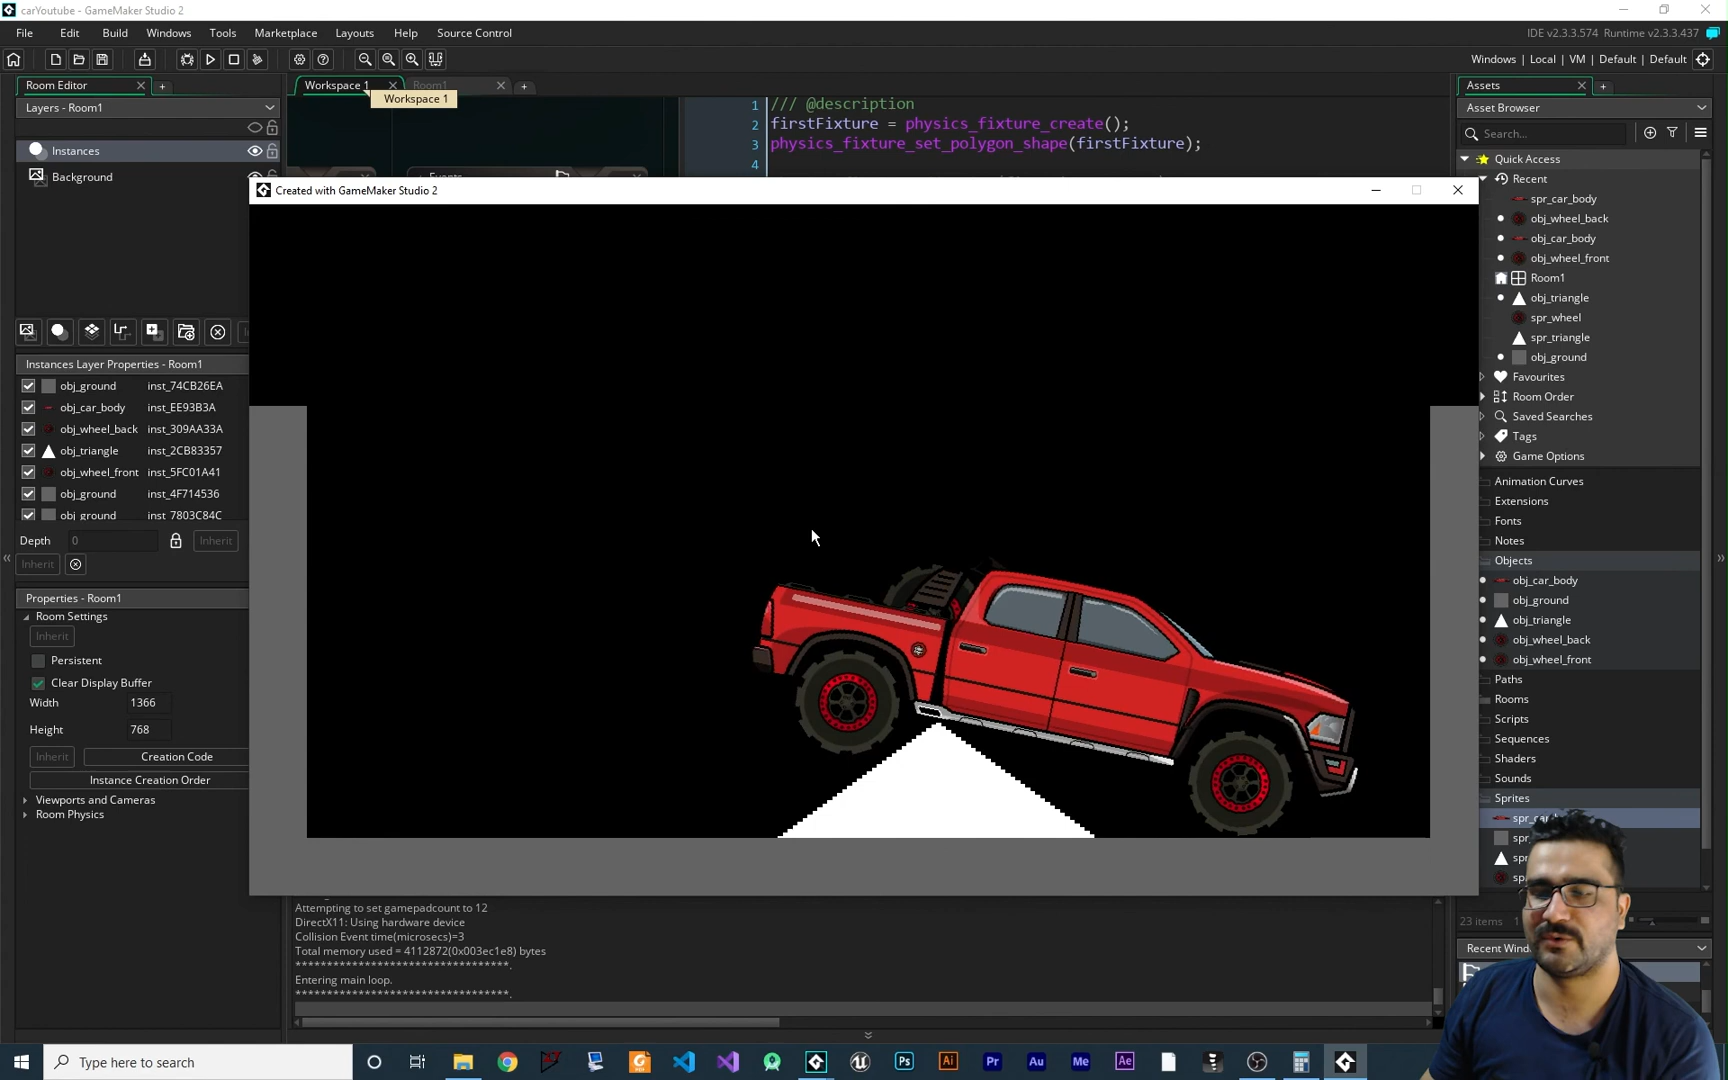 carYoutube - GameMaker Studio 2
File Edit Build Windows Tools Help Marketplace Layouts Source Control
IDE v2.3.3.574 Runtime v2.3.3.437
Windows | Local | VM | Default | Default
Room Editor
Workspace 1
Room1
Assets
Workspace 1
Layers - Room1
Asset Browser
Search...
Instances
Background
1 /// @description
2 firstFixture = physics_fixture_create();
3 physics_fixture_set_polygon_shape(firstFixture);
4
Events
Created with GameMaker Studio 2
Quick Access
Recent
spr_car_body
obj_wheel_back
obj_car_body
obj_wheel_front
Room1
obj_triangle
spr_wheel
spr_triangle
obj_ground
Favourites
Room Order
Saved Searches
Tags
Game Options
Animation Curves
Extensions
Fonts
Notes
Objects
obj_car_body
obj_ground
obj_triangle
obj_wheel_back
obj_wheel_front
Paths
Rooms
Scripts
Sequences
Shaders
Sounds
Sprites
23 items
Instances Layer Properties - Room1
obj_ground inst_74CB26EA
obj_car_body inst_EE93B3A
obj_wheel_back inst_309AA33A
obj_triangle inst_2CB83357
obj_wheel_front inst_5FC01A41
obj_ground inst_4F714536
obj_ground inst_7803C84C
Depth 0 Inherit
Inherit
Properties - Room1
Room Settings
Inherit
Persistent
Clear Display Buffer
Width 1366
Height 768
Inherit Creation Code
Instance Creation Order
Viewports and Cameras
Room Physics
Attempting to set gamepadcount to 12
DirectX11: Using hardware device
Collision Event time(microsecs)=3
Total memory used = 4112872(0x003ec1e8) bytes
**********************************.
Entering main loop.
**********************************.
Type here to search
Ps
Ai
Pr
Au
Me
Ae